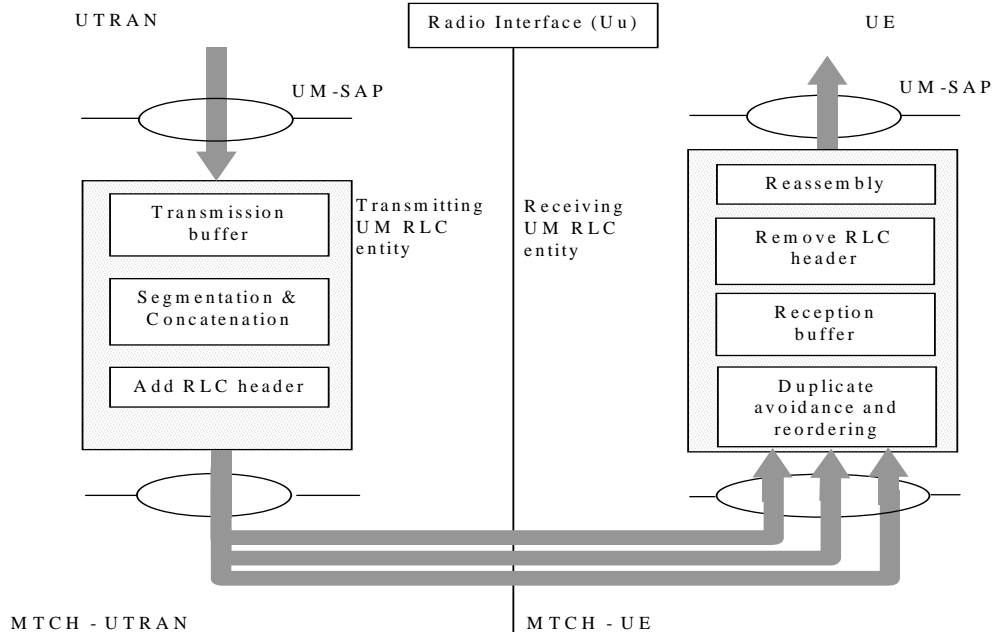 UTRAN
Radio Interface (Uu)
UE
UM-SAP
UM-SAP
Transmission
buffer
Segmentation &
Concatenation
Add RLC header
Transmitting
UM RLC
entity
Receiving
UM RLC
entity
Reassembly
Remove RLC
header
Reception
buffer
Duplicate
avoidance and
reordering
MTCH - UTRAN
MTCH - UE